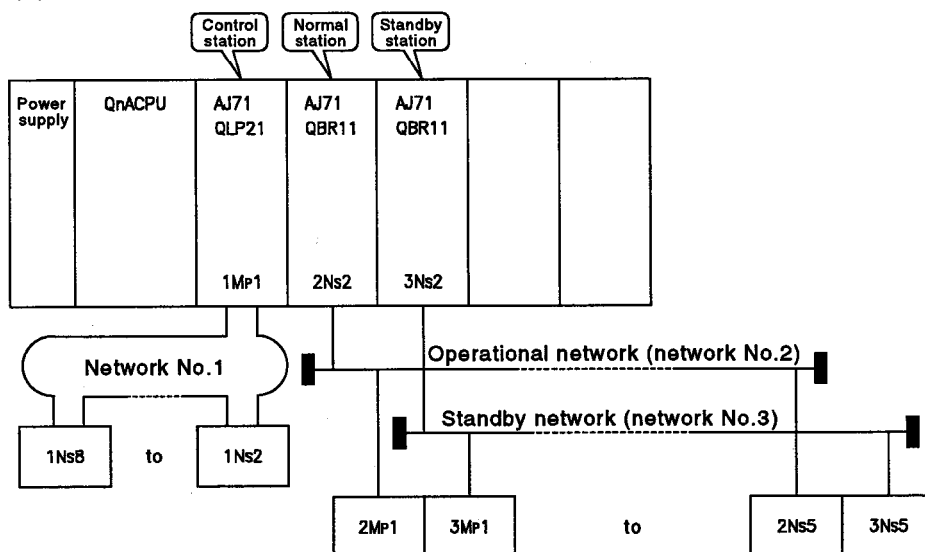 Control
station
Normal
station
Standby
station
Power
supply
QnACPU
AJ71
QLP21
AJ71
QBR11
AJ71
QBR11
1MP1
2NS2
3NS2
Network No.1
Operational network (network No.2)
Standby network (network No.3)
1NS8
to
1NS2
2MP1
3MP1
to
2NS5
3NS5